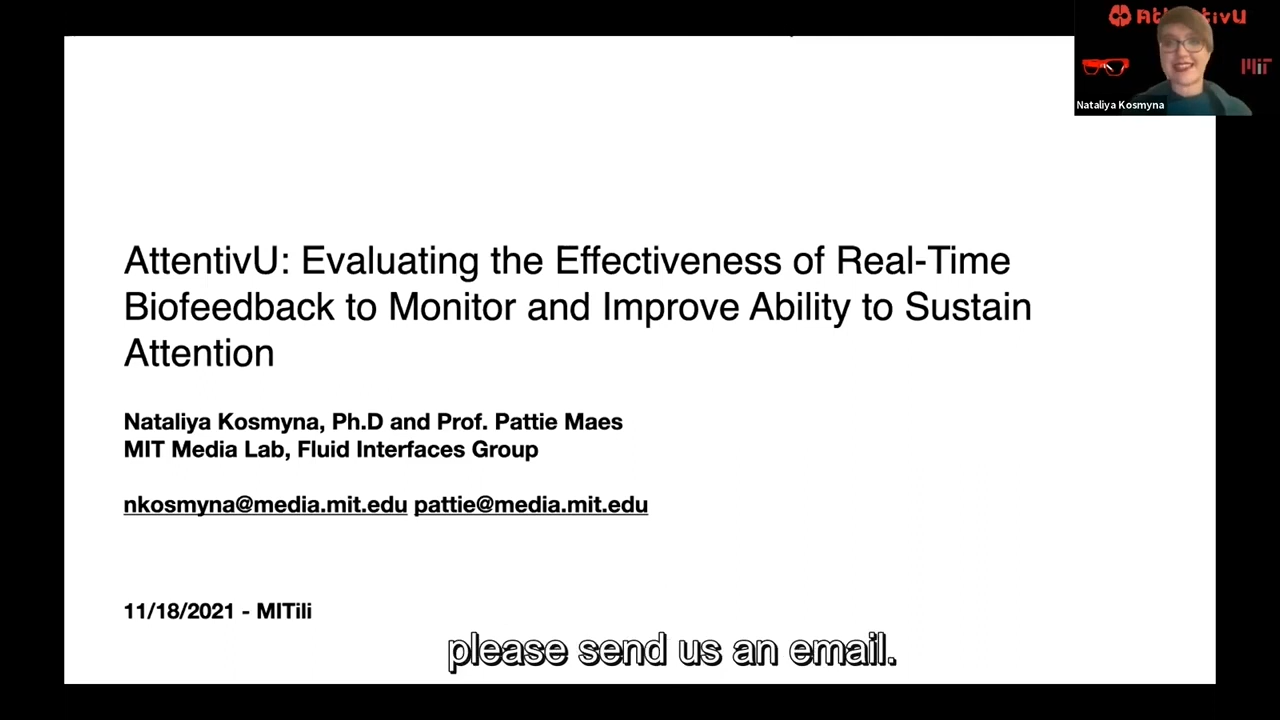 AttentivU
MIT
Nataliya Kosmyna
AttentivU: Evaluating the Effectiveness of Real-Time
Biofeedback to Monitor and Improve Ability to Sustain
Attention
Nataliya Kosmyna, Ph.D and Prof. Pattie Maes
MIT Media Lab, Fluid Interfaces Group
nkosmyna@media.mit.edu pattie@media.mit.edu
11/18/2021 - MITili
please send us an email.